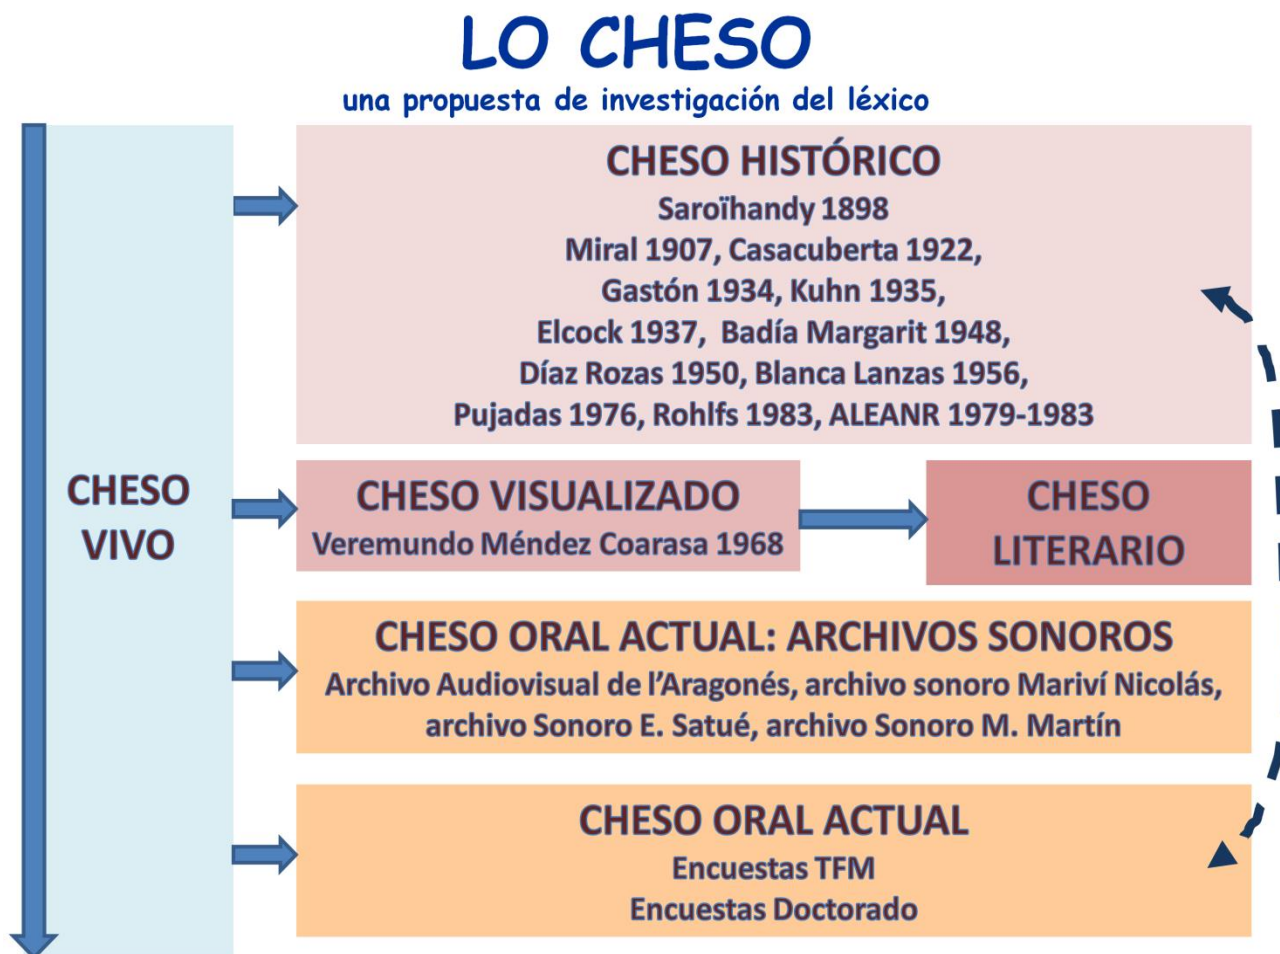 LO CHESO
una propuesta de investigación del léxico
CHESO HISTÓRICO
Saroïhandy 1898
Miral 1907, Casacuberta 1922,
Gastón 1934, Kuhn 1935,
Elcock 1937, Badía Margarit 1948,
Díaz Rozas 1950, Blanca Lanzas 1956,
Pujadas 1976, Rohlfs 1983, ALEANR 1979-1983
CHESO
VIVO
CHESO VISUALIZADO
Veremundo Méndez Coarasa 1968
CHESO
LITERARIO
CHESO ORAL ACTUAL: ARCHIVOS SONOROS
Archivo Audiovisual de l’Aragonés, archivo sonoro Mariví Nicolás,
archivo Sonoro E. Satué, archivo Sonoro M. Martín
CHESO ORAL ACTUAL
Encuestas TFM
Encuestas Doctorado